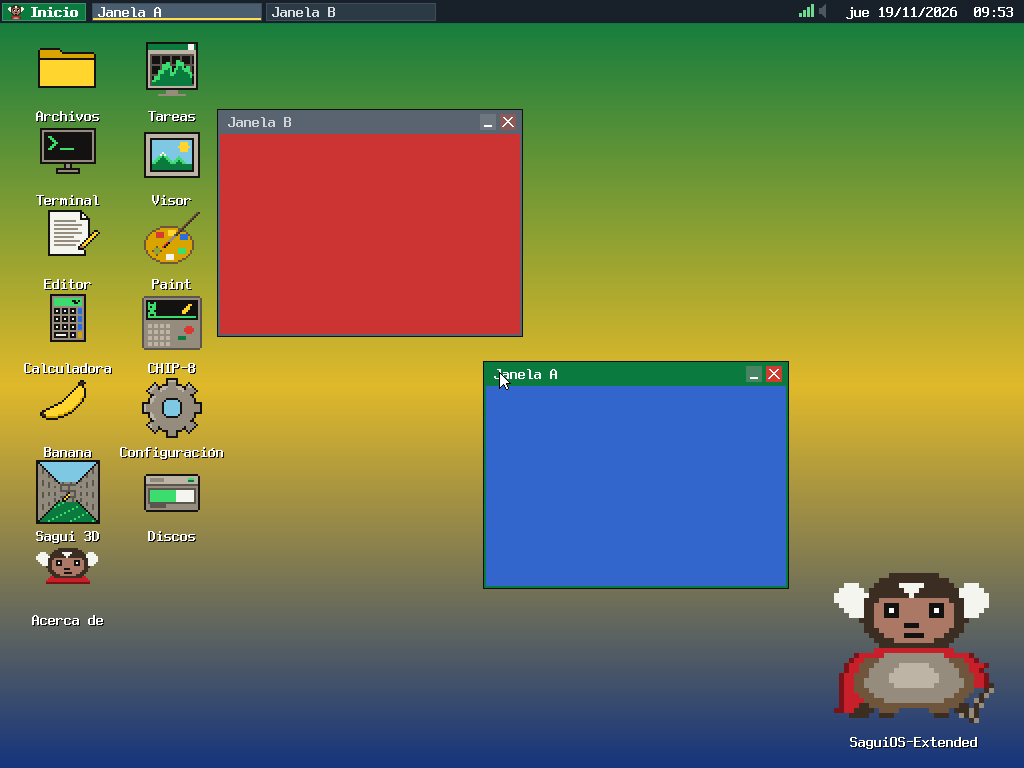 Inicio
Janela A
Janela B
jue 19/11/2026 09:53
Archivos
Tareas
Janela B
Terminal
Visor
Editor
Paint
Calculadora
CHIP-8
Janela A
Banana
Configuración
Sagui 3D
Discos
Acerca de
SaguiOS-Extended